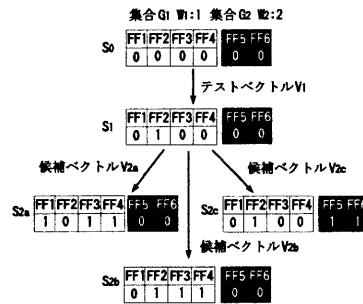 集合G1 W1:1 集合G2 W2:2
S0 FF1 FF2 FF3 FF4 FF5 FF6
0 0 0 0 0 0
テストベクトルV1
S1 FF1 FF2 FF3 FF4 FF5 FF6
0 1 0 0 0 0
候補ベクトルV2a 候補ベクトルV2c
S2a FF1 FF2 FF3 FF4 FF5 FF6
1 0 1 1 0 0
S2c FF1 FF2 FF3 FF4 FF5 FF6
0 1 0 0 1 1
候補ベクトルV2b
S2b FF1 FF2 FF3 FF4 FF5 FF6
0 1 1 1 0 0